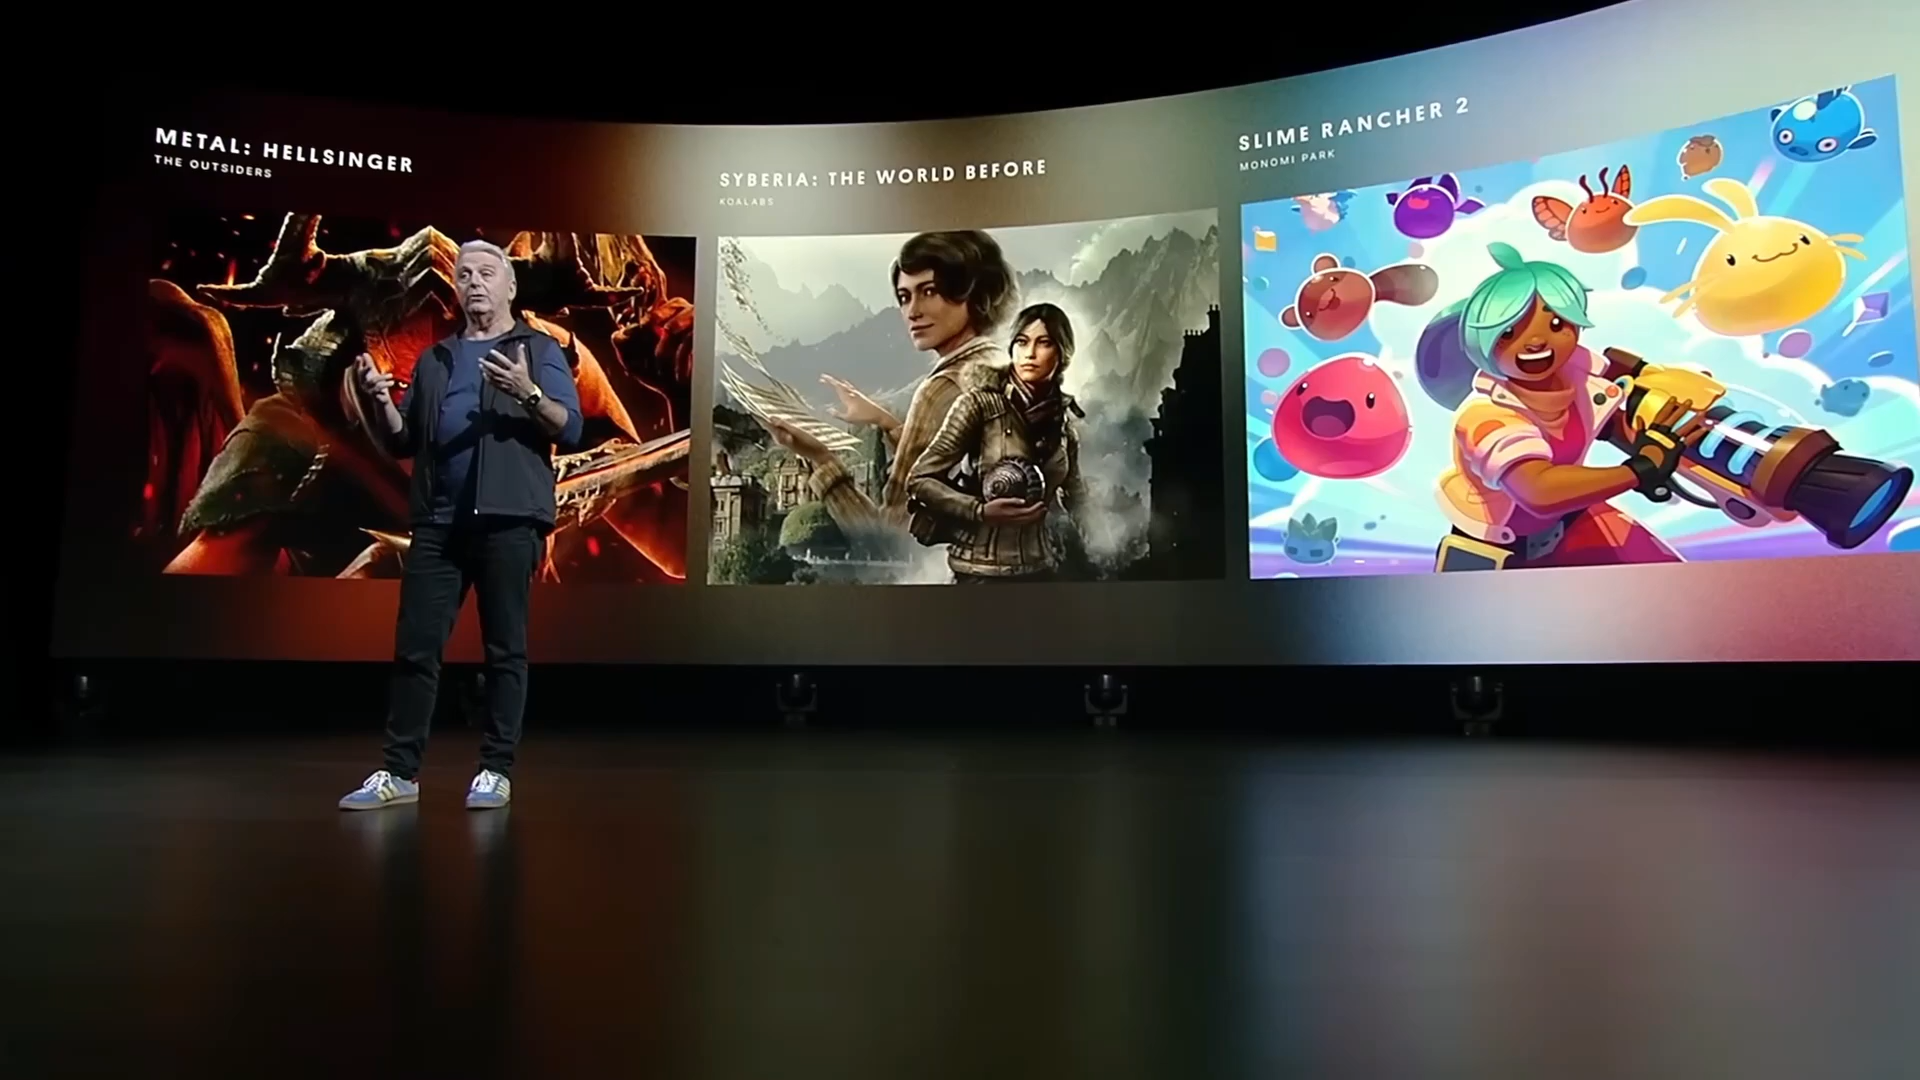 METAL: HELLSINGER
THE OUTSIDERS
SYBERIA: THE WORLD BEFORE
KOALABS
SLIME RANCHER 2
MONOMI PARK